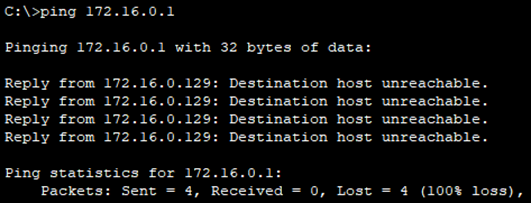 C:\>ping 172.16.0.1
Pinging 172.16.0.1 with 32 bytes of data:
Reply from 172.16.0.129: Destination host unreachable.
Reply from 172.16.0.129: Destination host unreachable.
Reply from 172.16.0.129: Destination host unreachable.
Reply from 172.16.0.129: Destination host unreachable.
Ping statistics for 172.16.0.1:
    Packets: Sent = 4, Received = 0, Lost = 4 (100% loss),